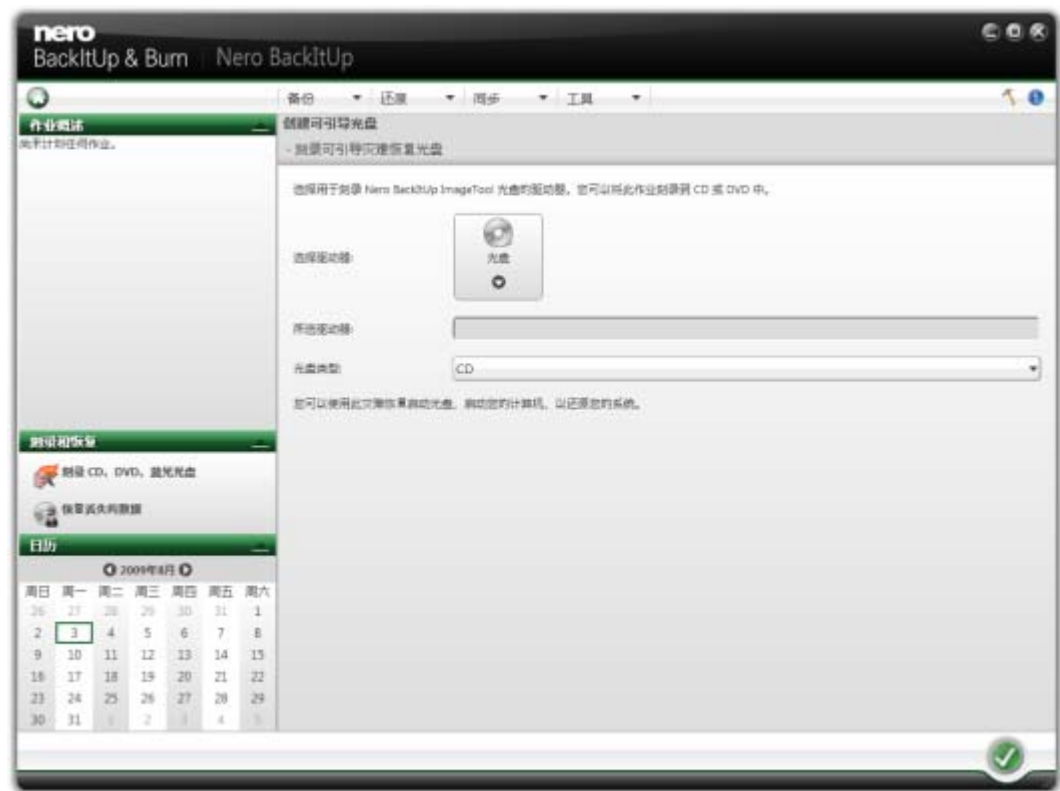 nero
BackItUp & Burn | Nero BackItUp
备份 还原 同步 工具
作业概述
尚未计划任何作业。
创建可引导光盘
- 刻录可引导灾难恢复光盘
选择用于刻录 Nero BackItUp ImageTool 光盘的驱动器。您可以将此作业刻录到 CD 或 DVD 中。
选择驱动器:
光盘
所选驱动器:
光盘类型:
CD
您可以使用此灾难恢复启动光盘，启动您的计算机，以还原您的系统。
刻录和恢复
刻录 CD、DVD、蓝光光盘
恢复丢失的数据
日历
2009年8月
周日 周一 周二 周三 周四 周五 周六
26 27 28 29 30 31 1
2 3 4 5 6 7 8
9 10 11 12 13 14 15
16 17 18 19 20 21 22
23 24 25 26 27 28 29
30 31 1 2 3 4 5